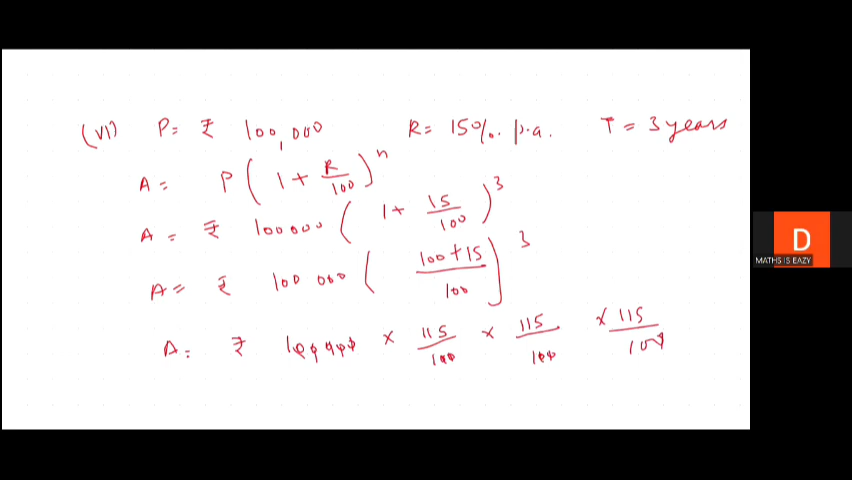 (VI) P= ₹ 100,000 R= 15%. p.a. T= 3 years
A= P(1+R/100)^n
A= ₹ 100000(1+15/100)^3
A= ₹ 100 000(100+15/100)^3
A= ₹ 100000 × 115/100 × 115/100 × 115/100
D
MATHS IS EAZY